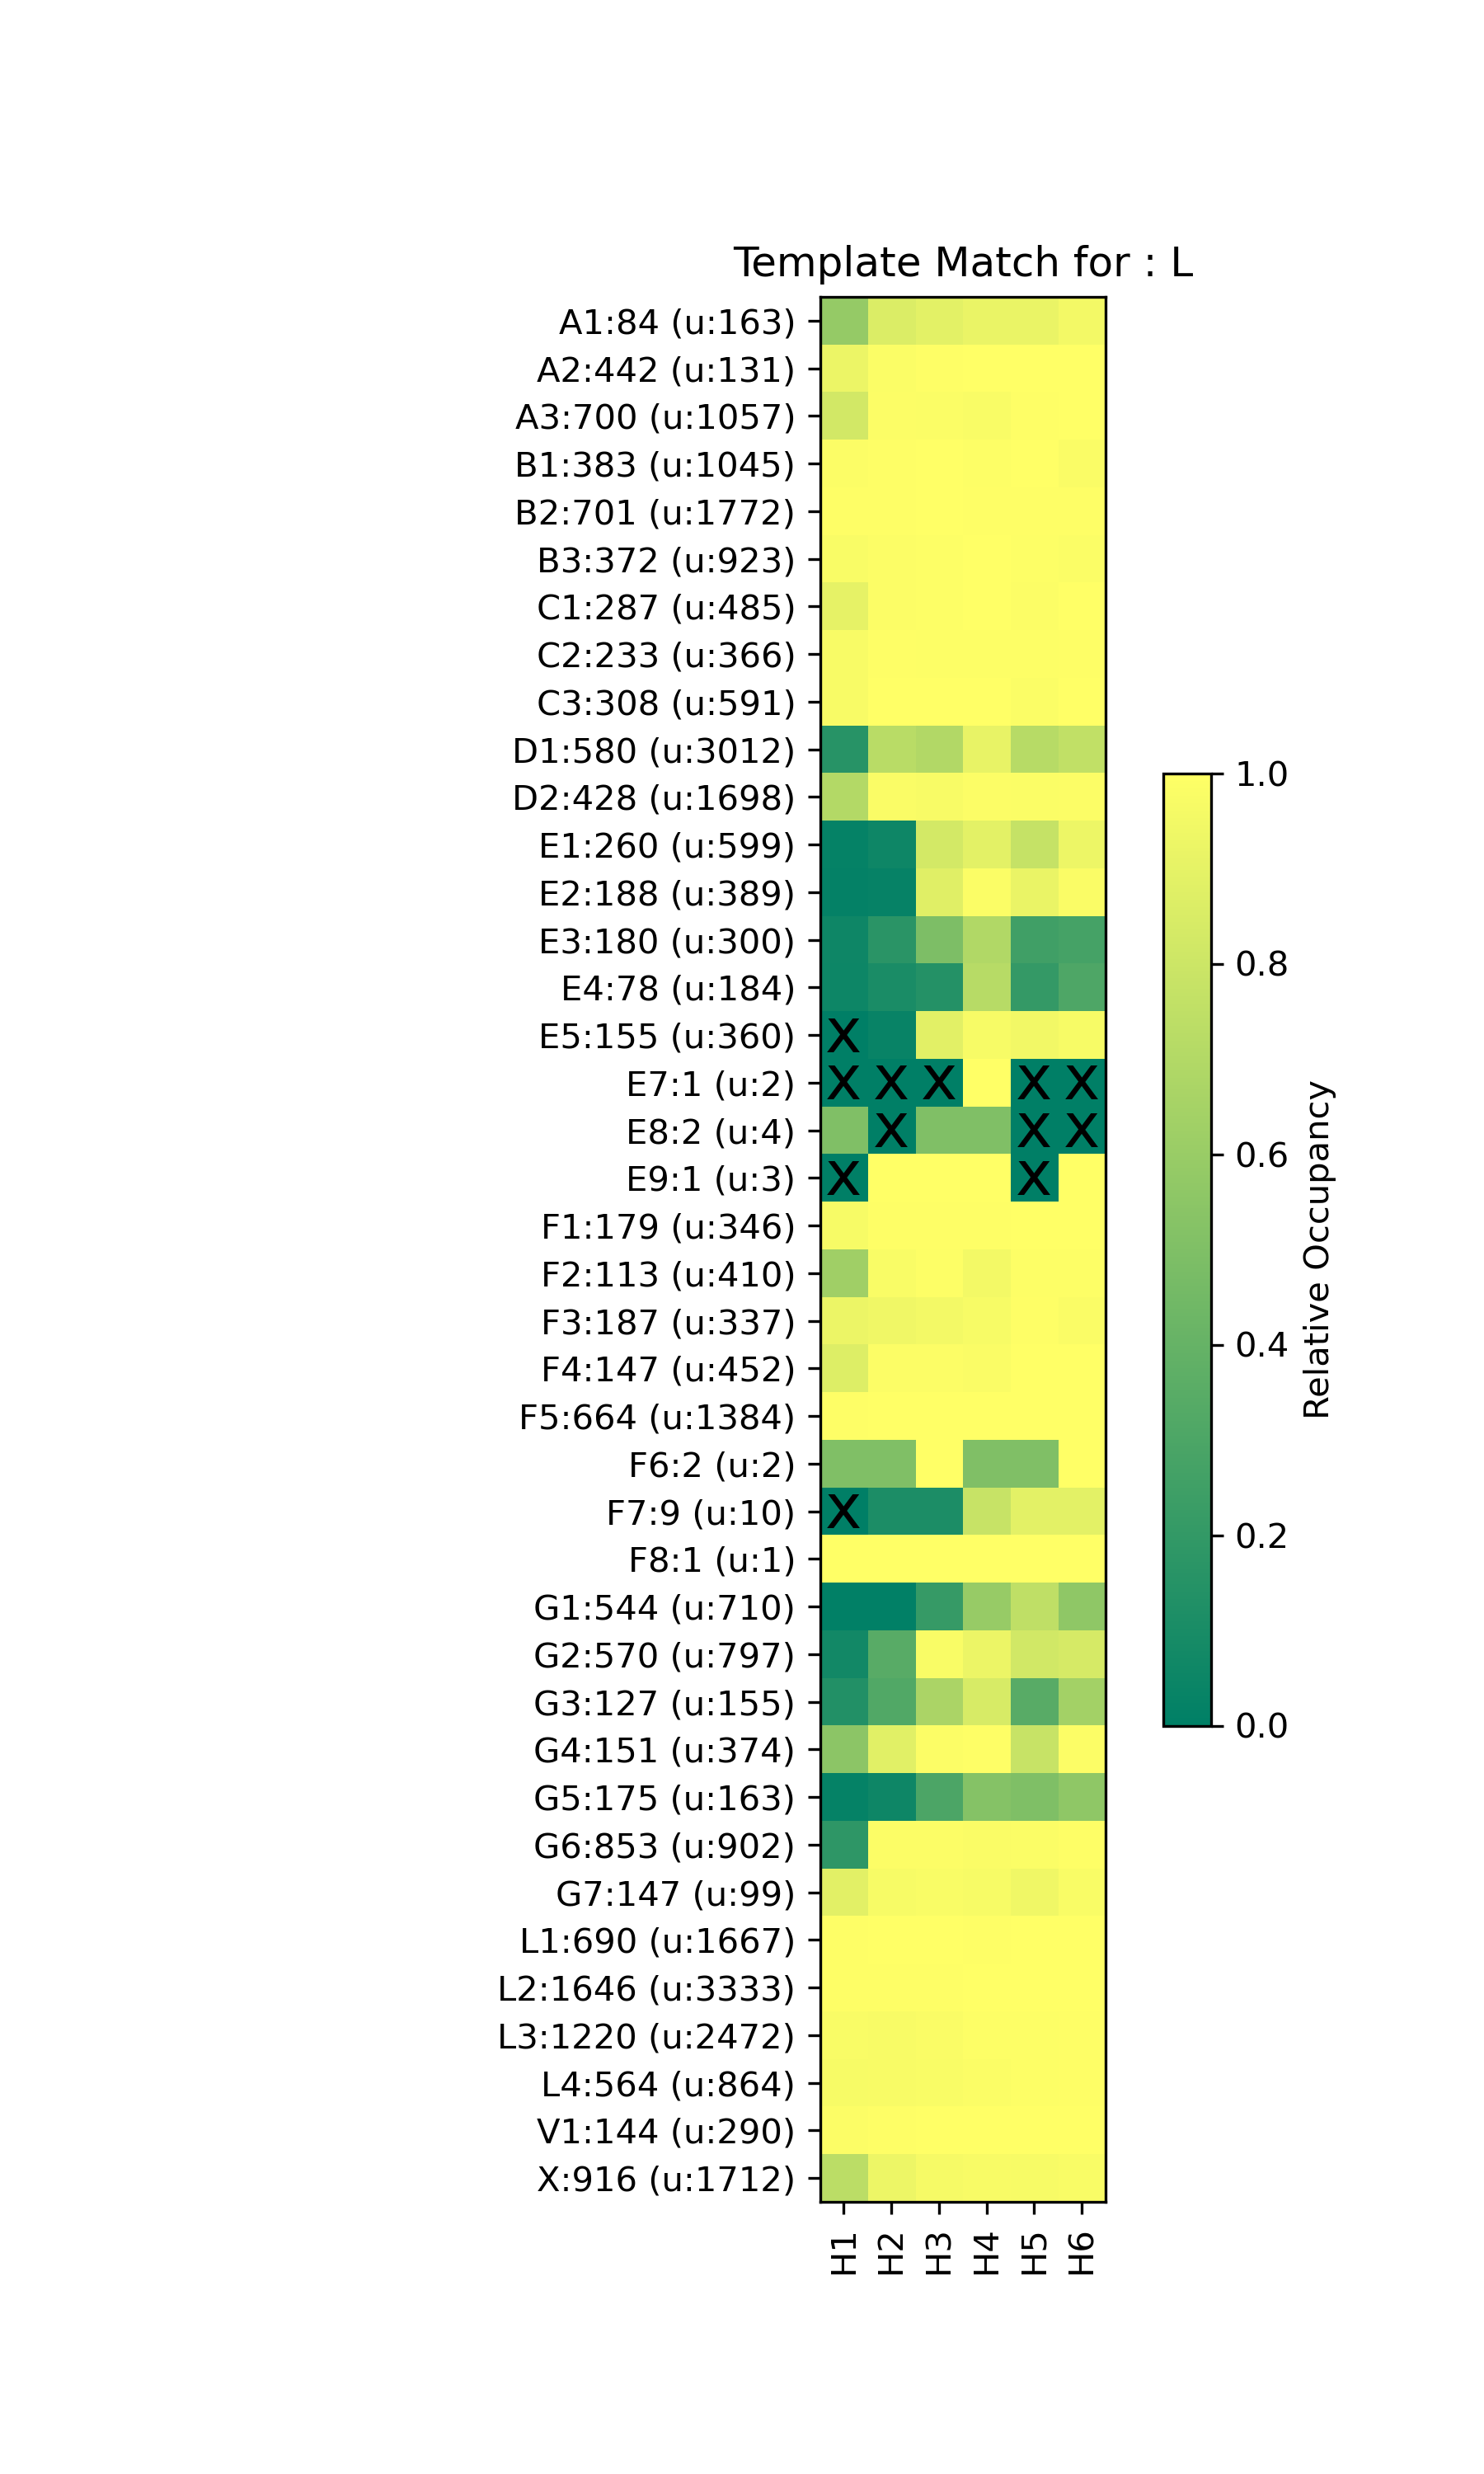 Template Match for : L
A1:84 (u:163)
A2:442 (u:131)
A3:700 (u:1057)
B1:383 (u:1045)
B2:701 (u:1772)
B3:372 (u:923)
C1:287 (u:485)
C2:233 (u:366)
C3:308 (u:591)
D1:580 (u:3012)
D2:428 (u:1698)
E1:260 (u:599)
E2:188 (u:389)
E3:180 (u:300)
E4:78 (u:184)
E5:155 (u:360)
X
E7:1 (u:2)
X X X X X
E8:2 (u:4)
X X X
E9:1 (u:3)
X X
F1:179 (u:346)
F2:113 (u:410)
F3:187 (u:337)
F4:147 (u:452)
F5:664 (u:1384)
F6:2 (u:2)
F7:9 (u:10)
X
F8:1 (u:1)
G1:544 (u:710)
G2:570 (u:797)
G3:127 (u:155)
G4:151 (u:374)
G5:175 (u:163)
G6:853 (u:902)
G7:147 (u:99)
L1:690 (u:1667)
L2:1646 (u:3333)
L3:1220 (u:2472)
L4:564 (u:864)
V1:144 (u:290)
X:916 (u:1712)
H1
H2
H3
H4
H5
H6
1.0
0.8
0.6
0.4
0.2
0.0
Relative Occupancy